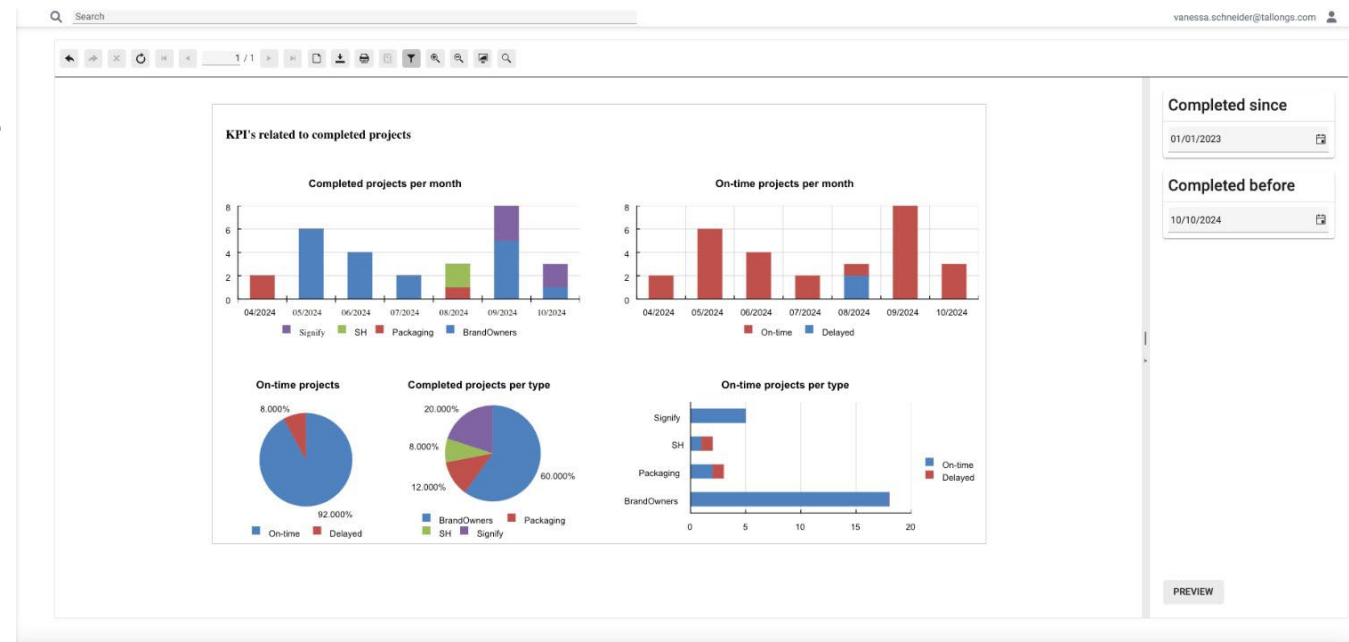 Search
vanessa.schneider@tallongs.com
1 / 1
KPI's related to completed projects
Completed projects per month
8
6
4
2
0
04/2024 05/2024 06/2024 07/2024 08/2024 09/2024 10/2024
Signify SH Packaging BrandOwners
On-time projects per month
8
6
4
2
0
04/2024 05/2024 06/2024 07/2024 08/2024 09/2024 10/2024
On-time Delayed
On-time projects
8.000%
92.000%
On-time Delayed
Completed projects per type
20.000%
8.000%
12.000%
60.000%
BrandOwners Packaging
SH Signify
On-time projects per type
Signify
SH
Packaging
BrandOwners
0 5 10 15 20
On-time
Delayed
Completed since
01/01/2023
Completed before
10/10/2024
PREVIEW